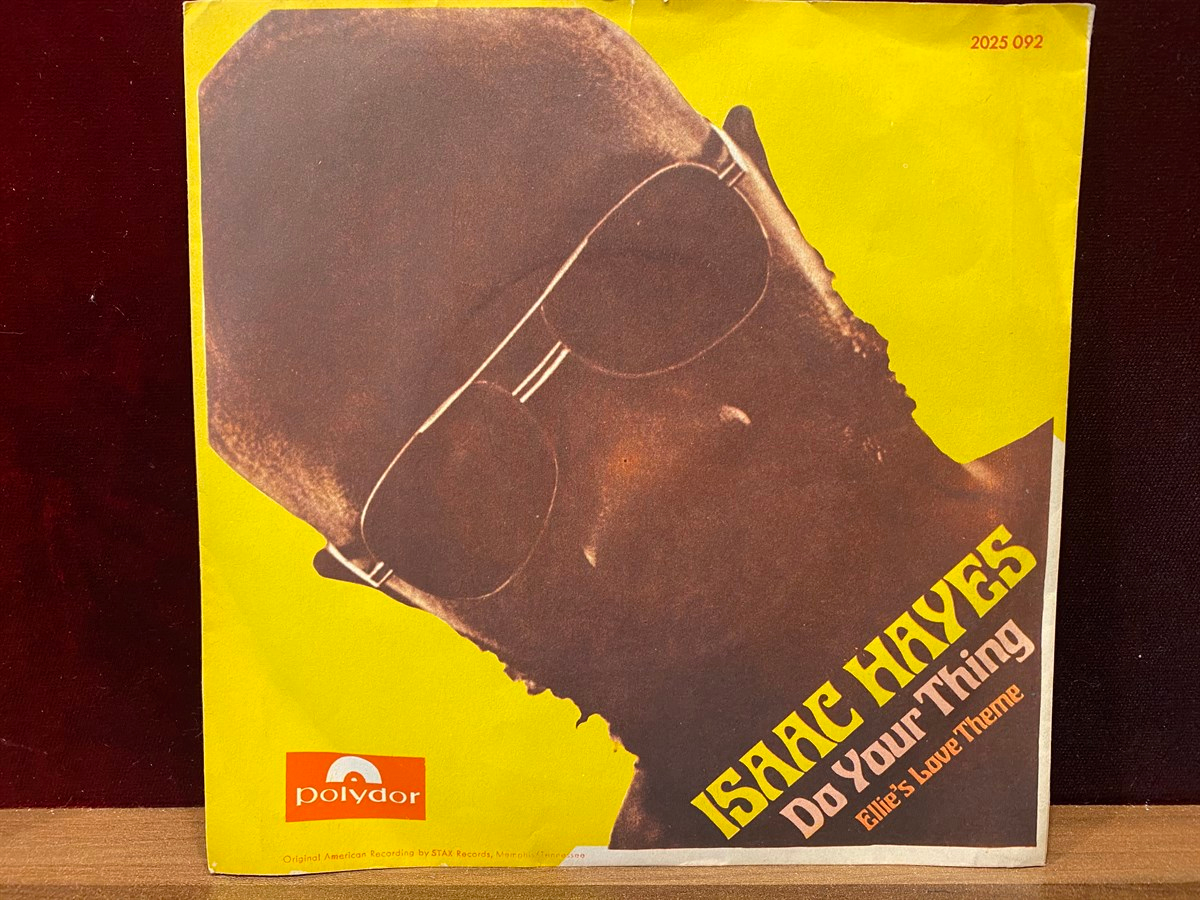 2025 092
ISAAC HAYES
Do Your Thing
Ellie's Love Theme
polydor
Original American Recording by STAX Records, Memphis/Tennessee